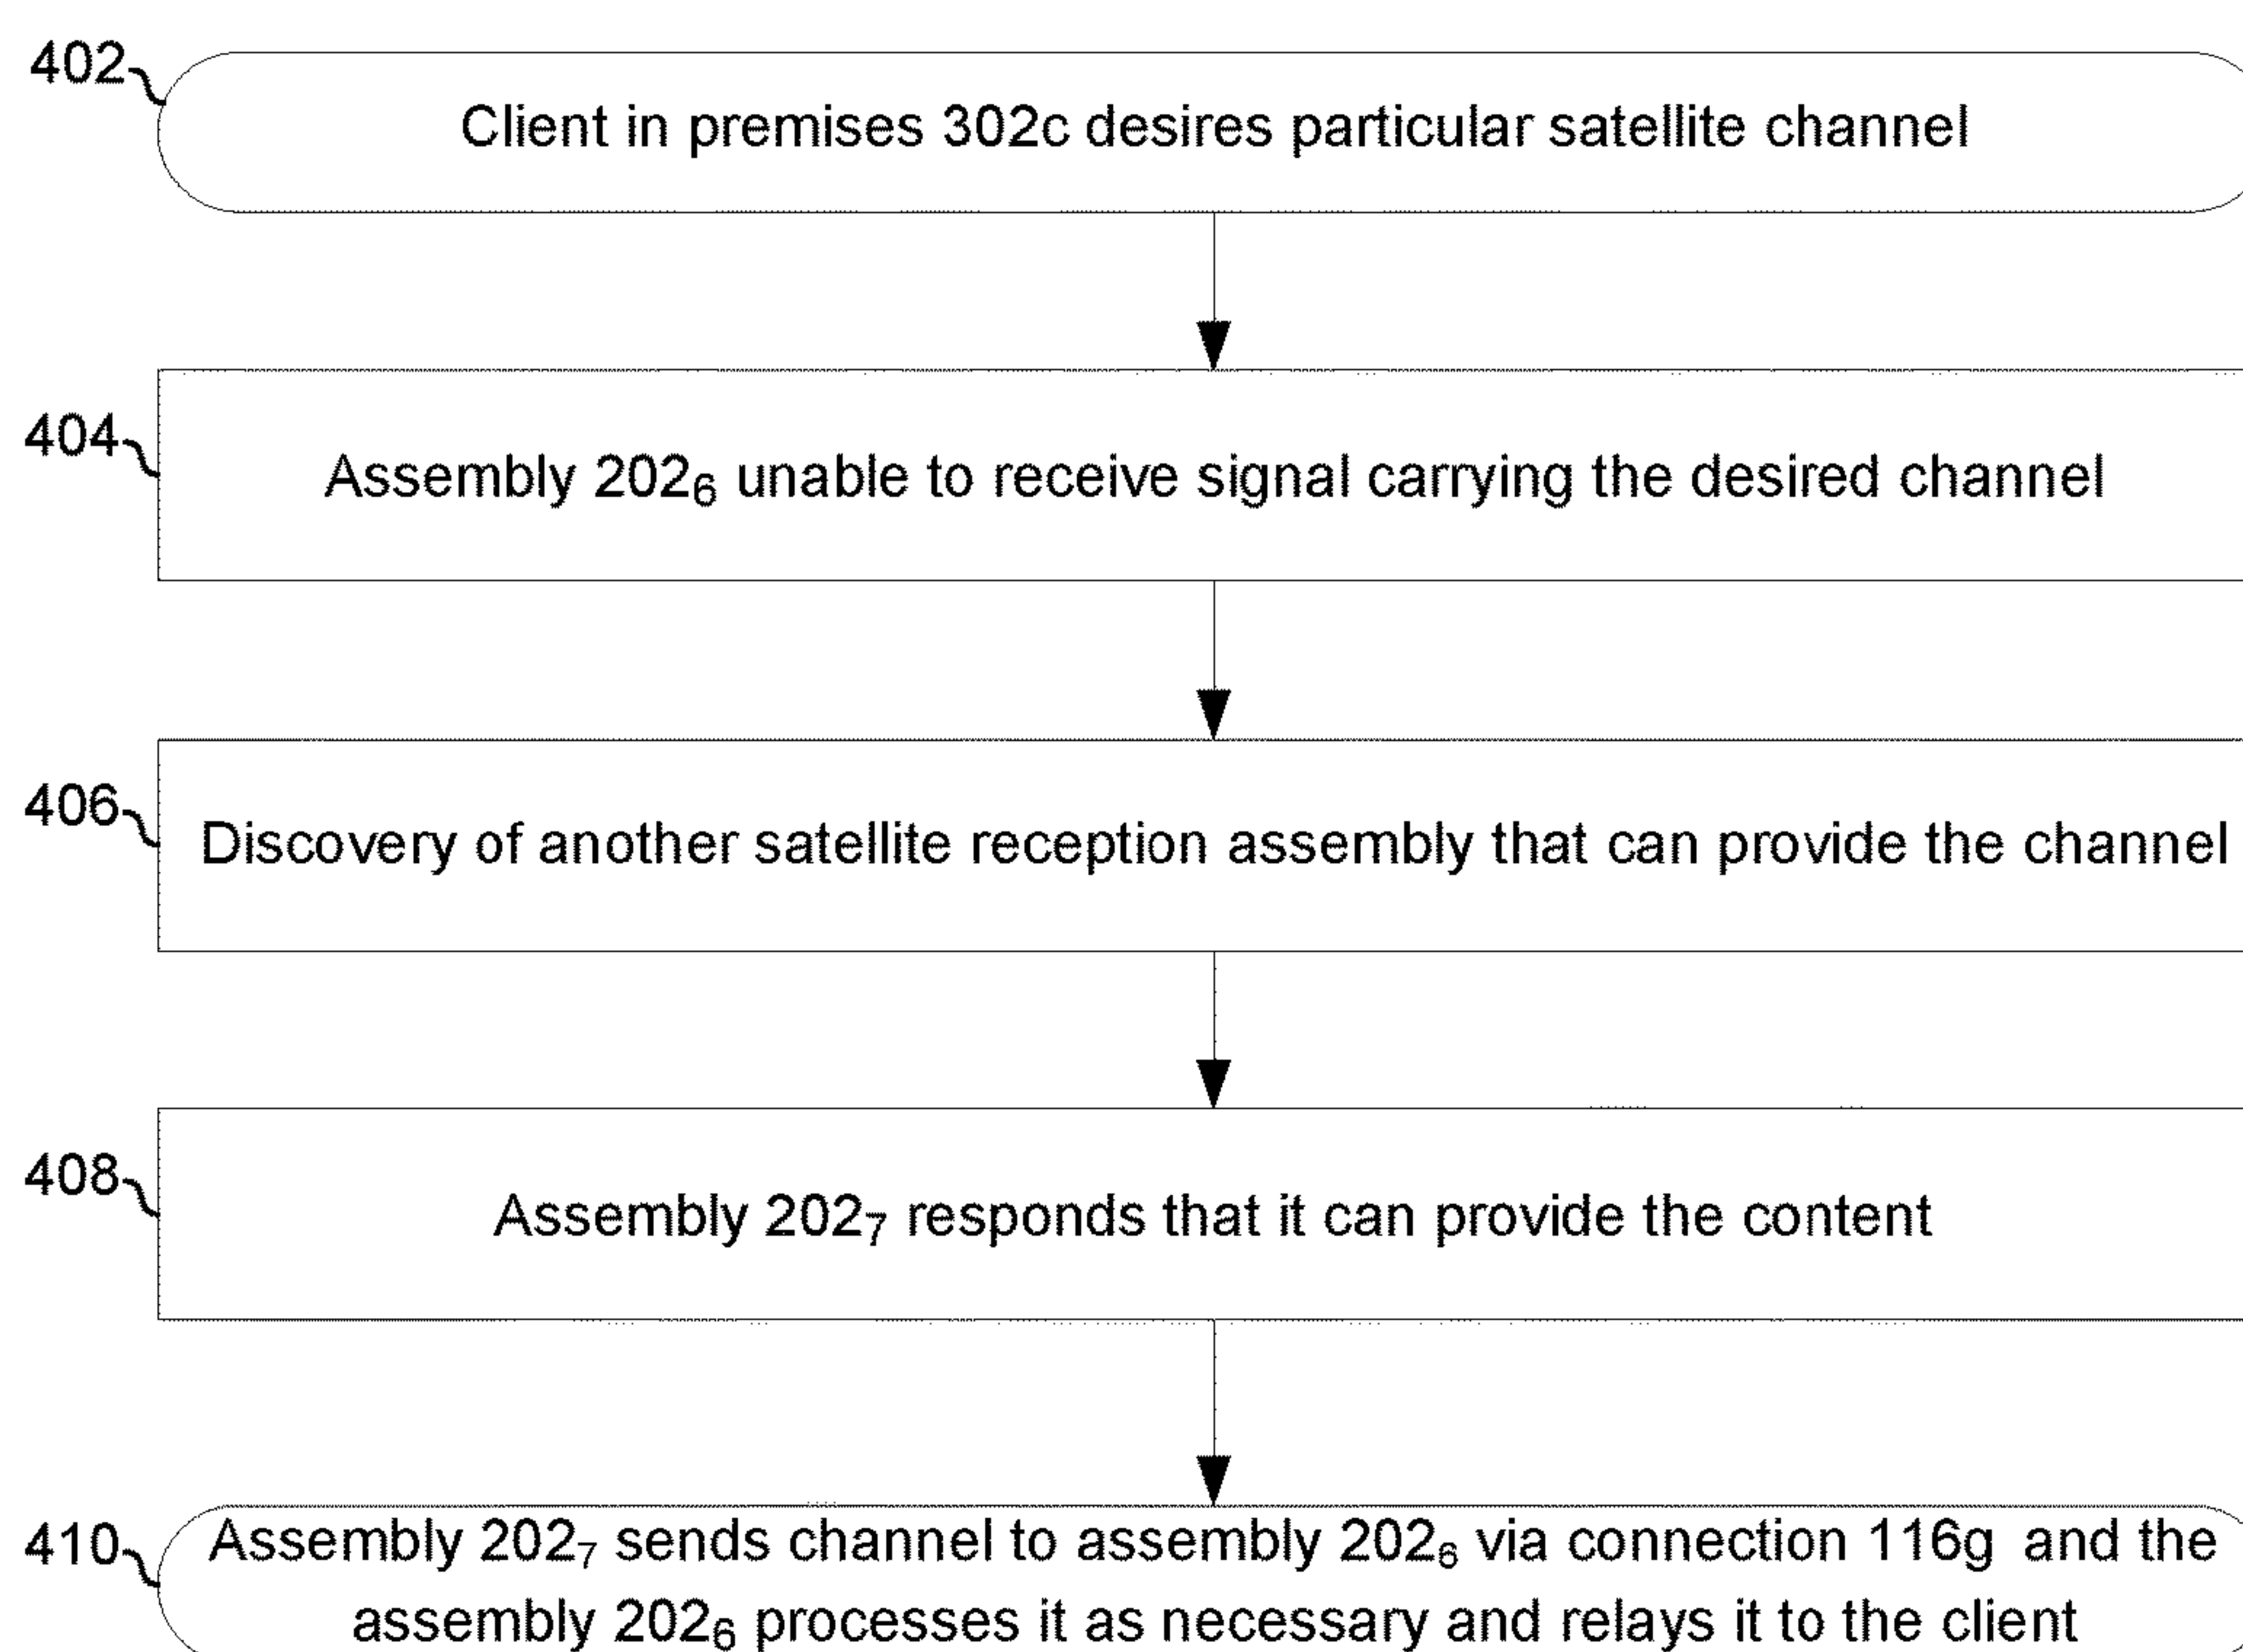 402
Client in premises 302c desires particular satellite channel
404
Assembly 202₆ unable to receive signal carrying the desired channel
406
Discovery of another satellite reception assembly that can provide the channel
408
Assembly 202₇ responds that it can provide the content
410
Assembly 202₇ sends channel to assembly 202₆ via connection 116g and the
assembly 202₆ processes it as necessary and relays it to the client